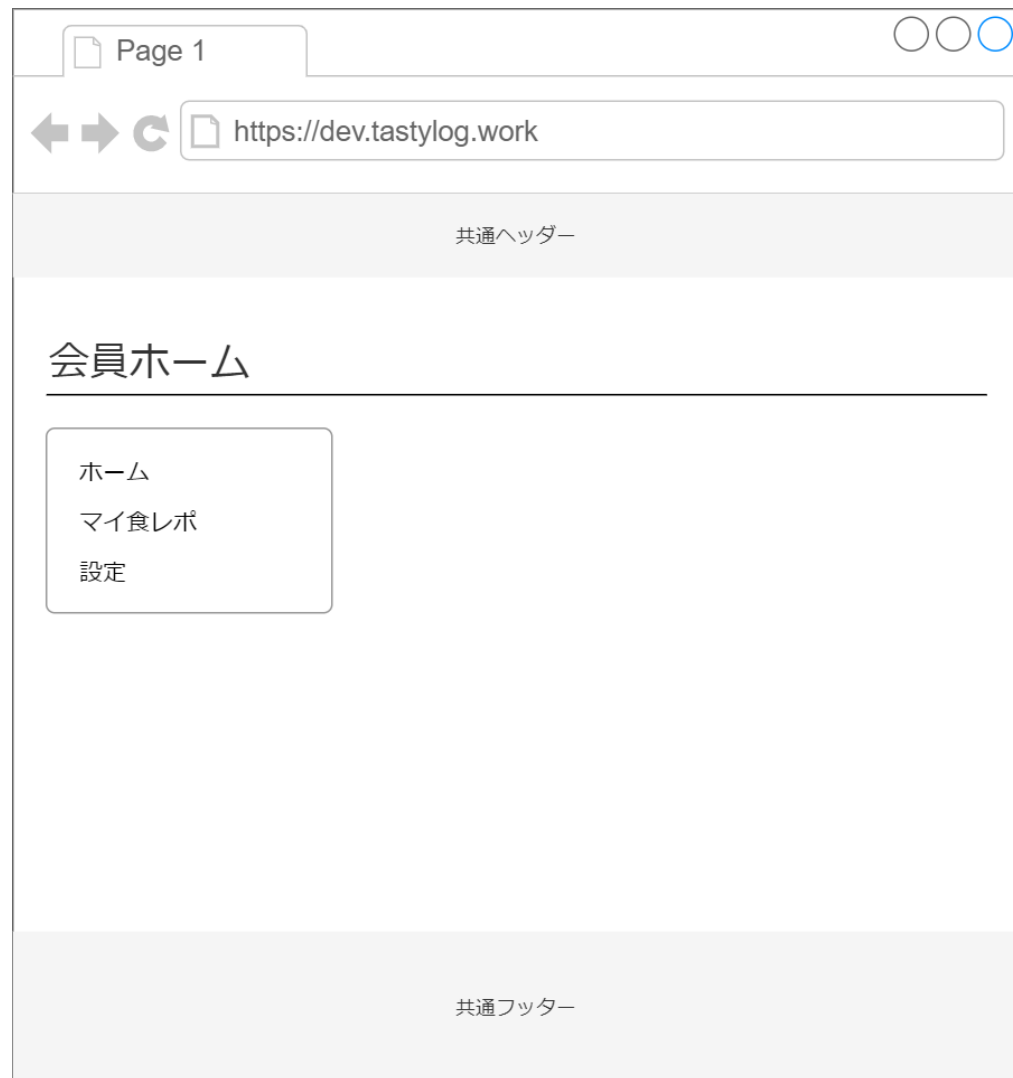 Page 1
https://dev.tastylog.work
共通ヘッダー
会員ホーム
ホーム
マイ食レポ
設定
共通フッター